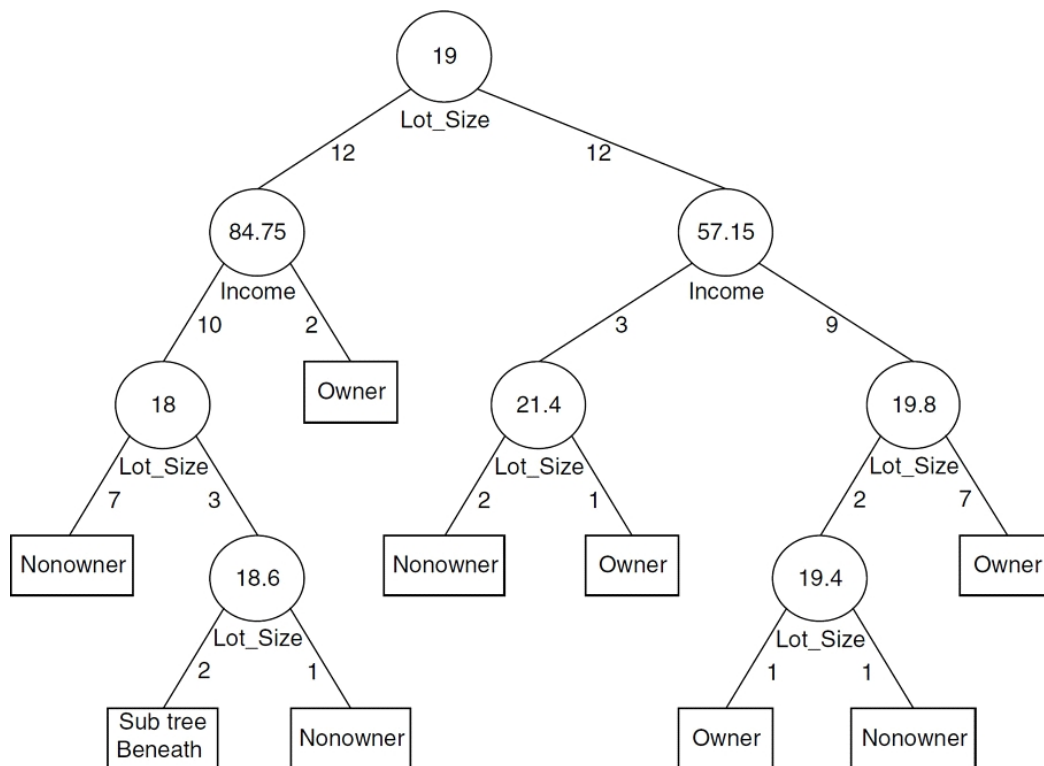 19
Lot_Size
12
12
84.75
57.15
Income
Income
10
2
3
9
Owner
18
21.4
19.8
Lot_Size
Lot_Size
Lot_Size
7
3
2
1
2
7
Nonowner
18.6
Nonowner
Owner
19.4
Owner
Lot_Size
Lot_Size
2
1
1
1
Sub tree
Beneath
Nonowner
Owner
Nonowner